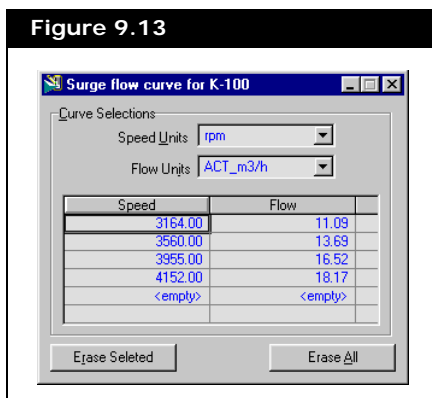 Figure 9.13
Surge flow curve for K-100
Curve Selections
Speed Units rpm
Flow Units ACT_m3/h
Speed Flow
3164.00 11.09
3560.00 13.69
3955.00 16.52
4152.00 18.17
<empty> <empty>
Erase Seleted Erase All